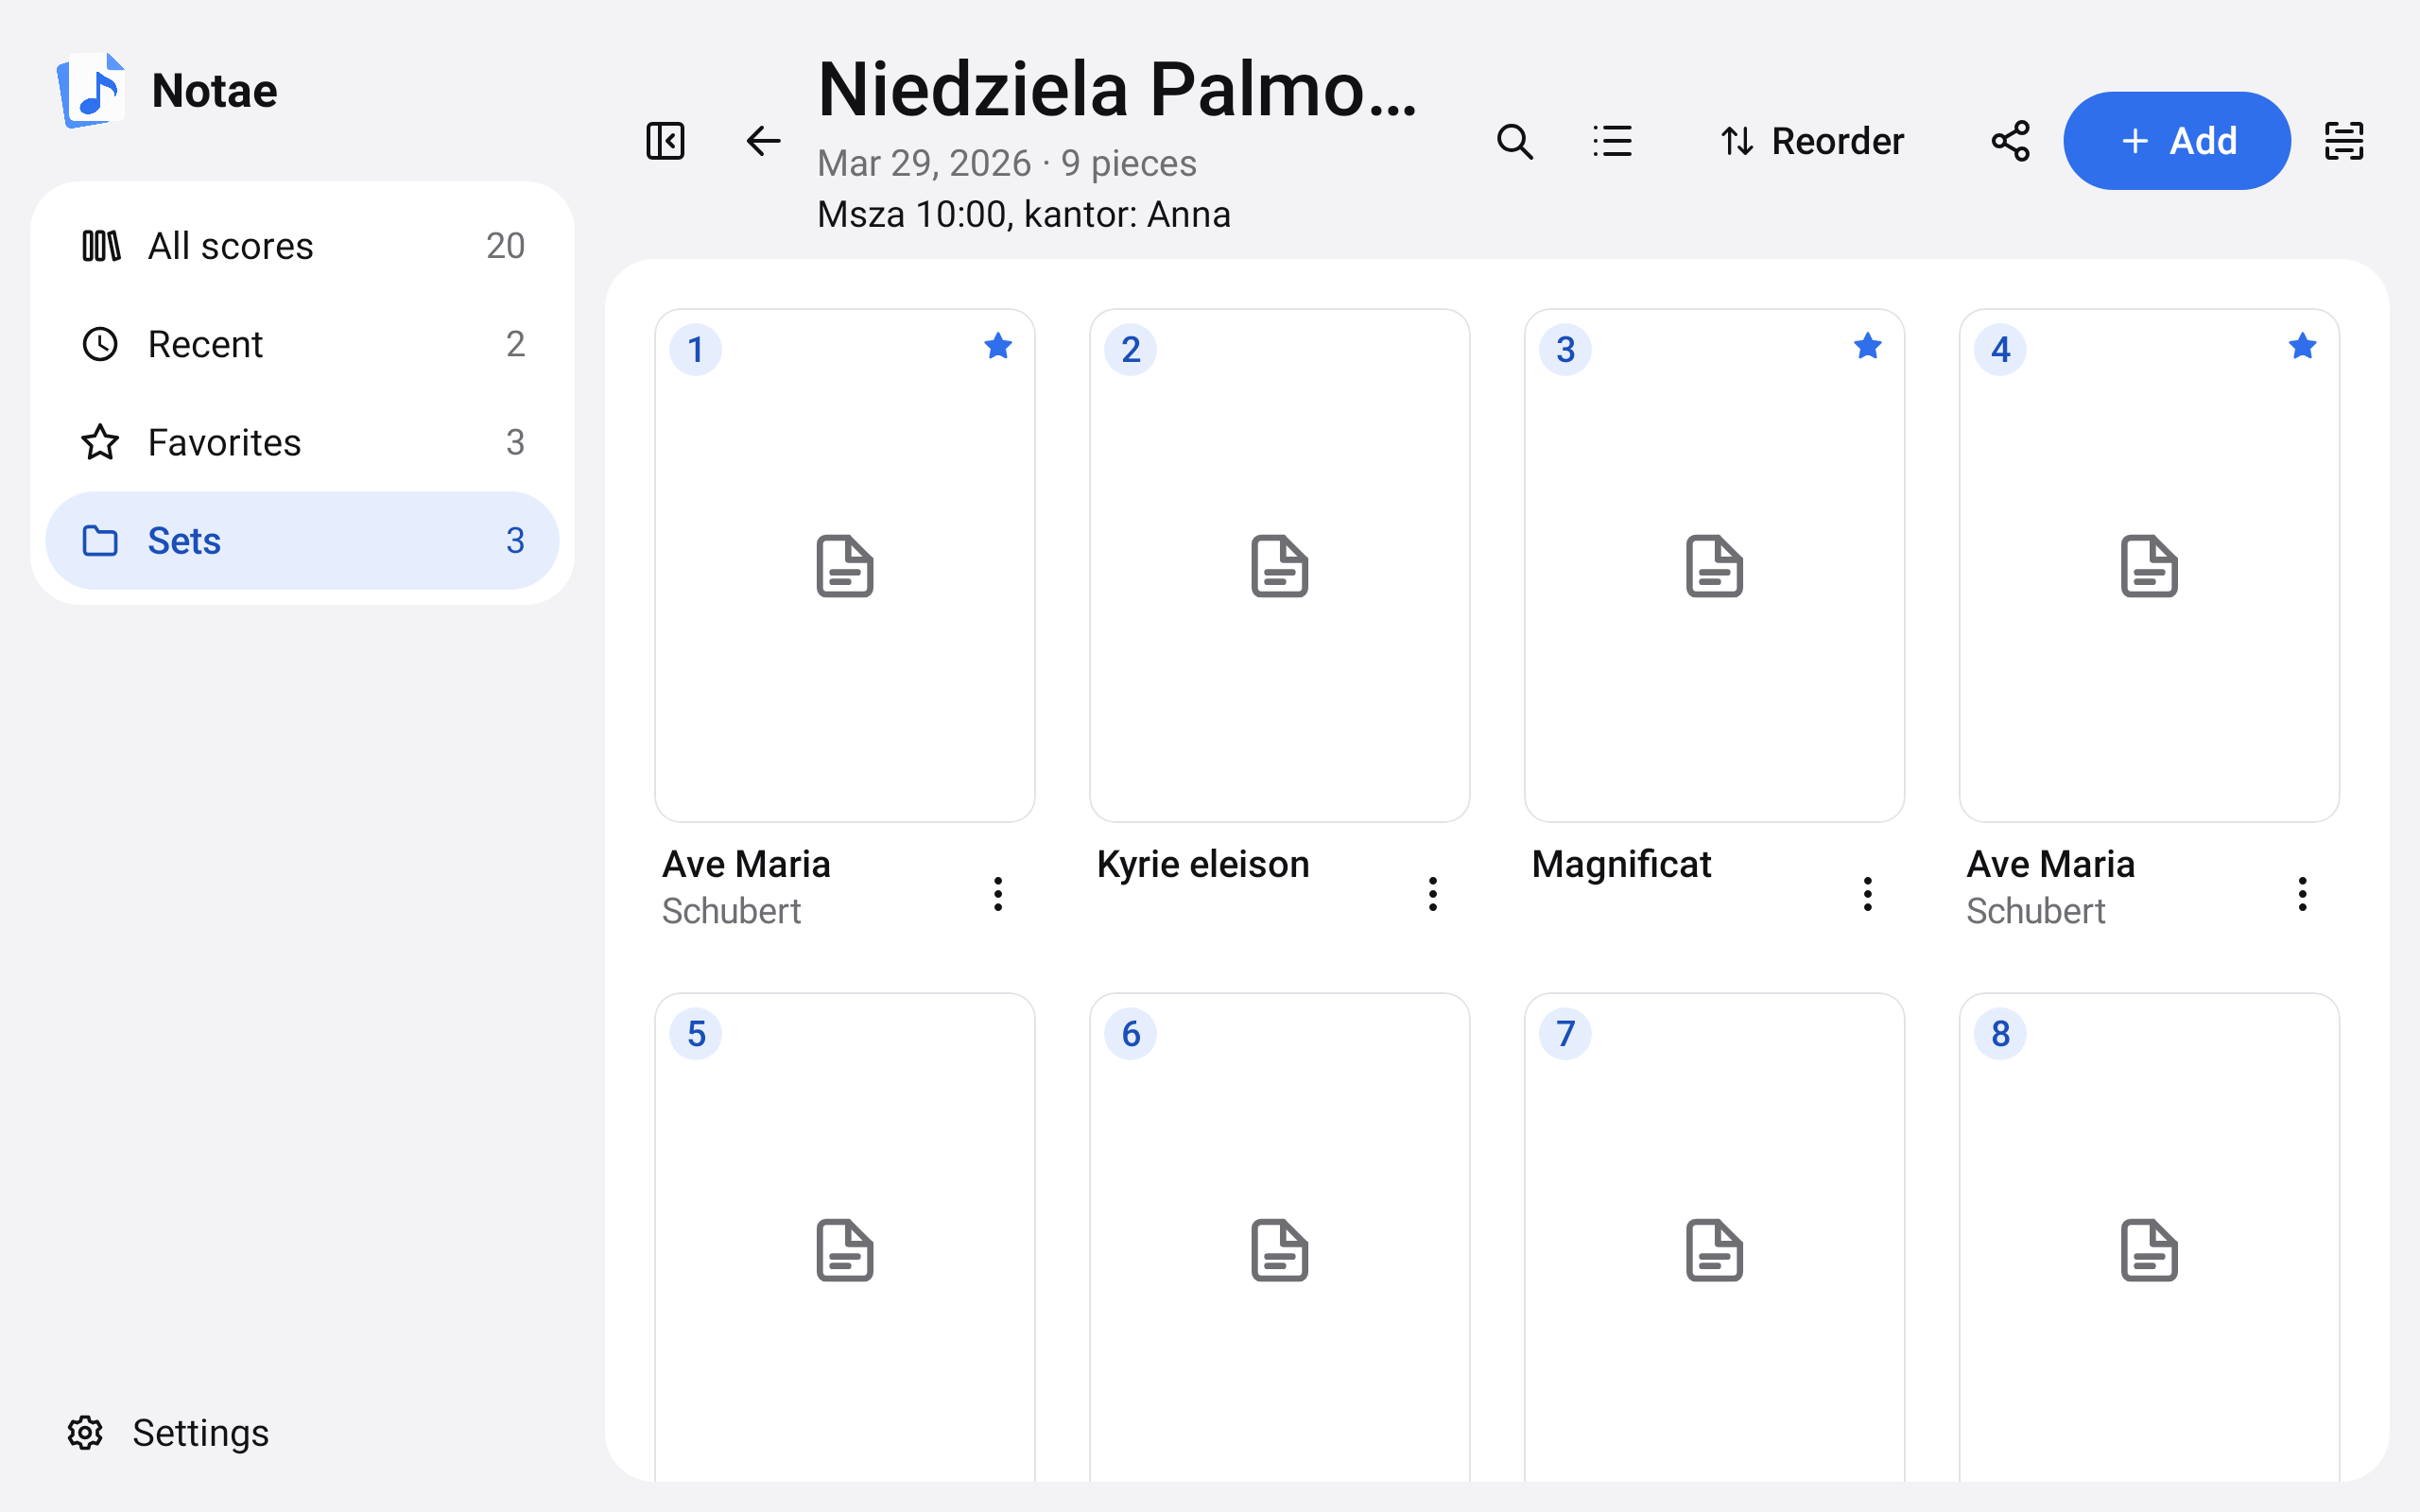 Notae
All scores 20
Recent 2
Favorites 3
Sets 3
Settings
Niedziela Palmo...
Mar 29, 2026 · 9 pieces
Msza 10:00, kantor: Anna
Reorder
Add
1
2
3
4
Ave Maria
Schubert
Kyrie eleison
Magnificat
Ave Maria
Schubert
5
6
7
8